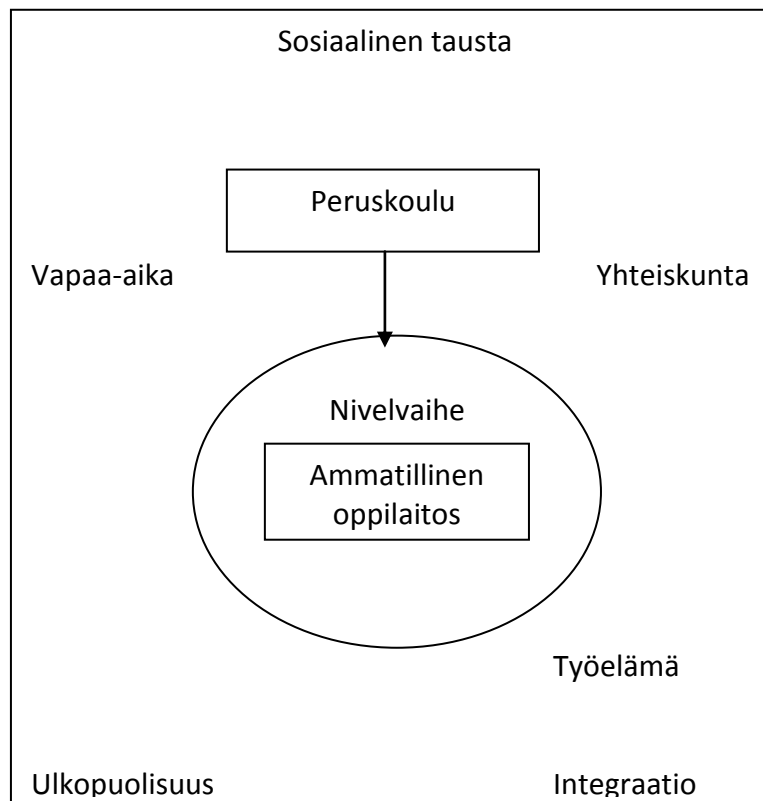 Sosiaalinen tausta
Peruskoulu
Vapaa-aika
Yhteiskunta
Nivelvaihe
Ammatillinen
oppilaitos
Työelämä
Ulkopuolisuus
Integraatio